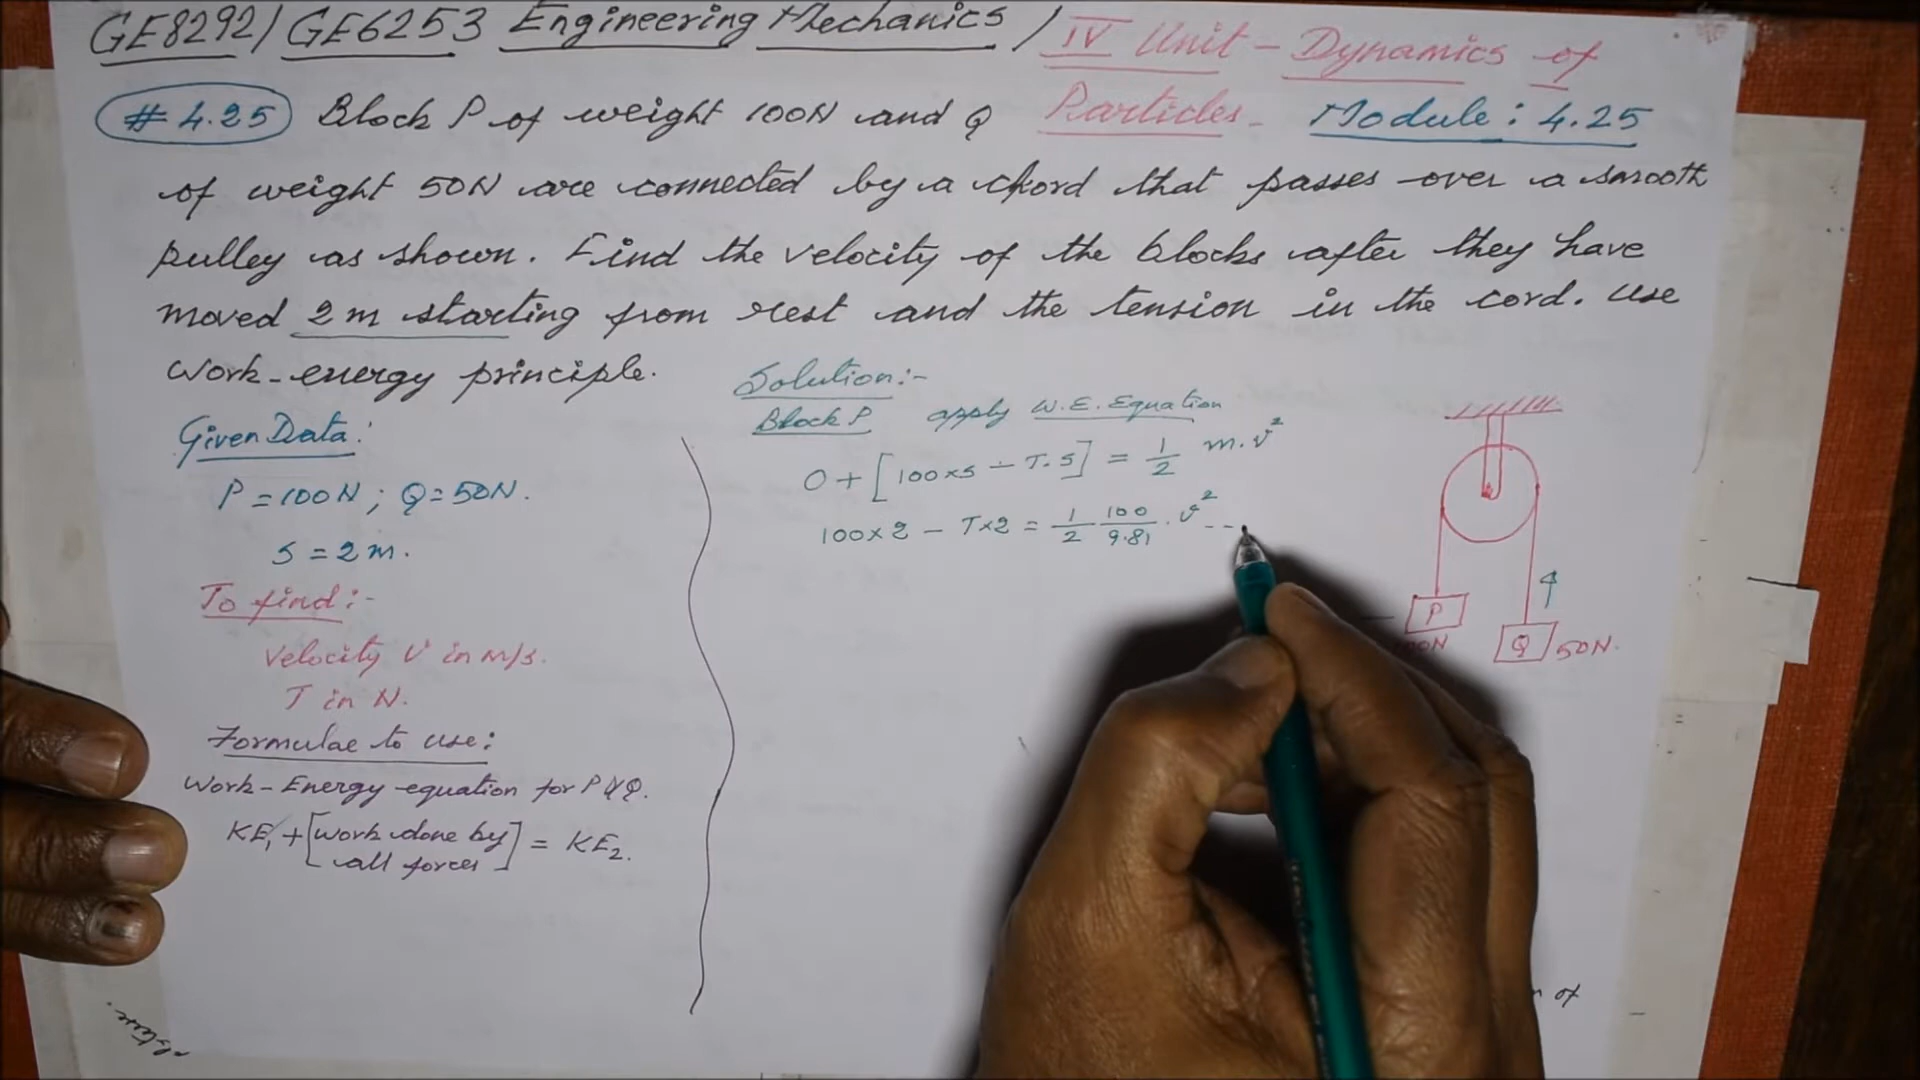 GE8292/GE6253 Engineering Mechanics / IV Unit - Dynamics of
Particles. Module: 4.25
# 4.25 Block P of weight 100N and Q
of weight 50N are connected by a chord that passes over a smooth
pulley as shown. Find the velocity of the blocks after they have
moved 2m starting from rest and the tension in the cord. Use
Work-energy principle.
Given Data:
P = 100N; Q = 50N.
S = 2m.
To find:-
Velocity V in m/s.
T in N.
Formulae to use:
Work-Energy equation for P & Q.
KE1 + [work done by all forces] = KE2.
Solution:-
Block P apply W.E. Equation
0 + [100×s - T.s] = 1/2 m.v²
100×2 - T×2 = 1/2 100/9.81 . v² ---
P
Q 50N.
of